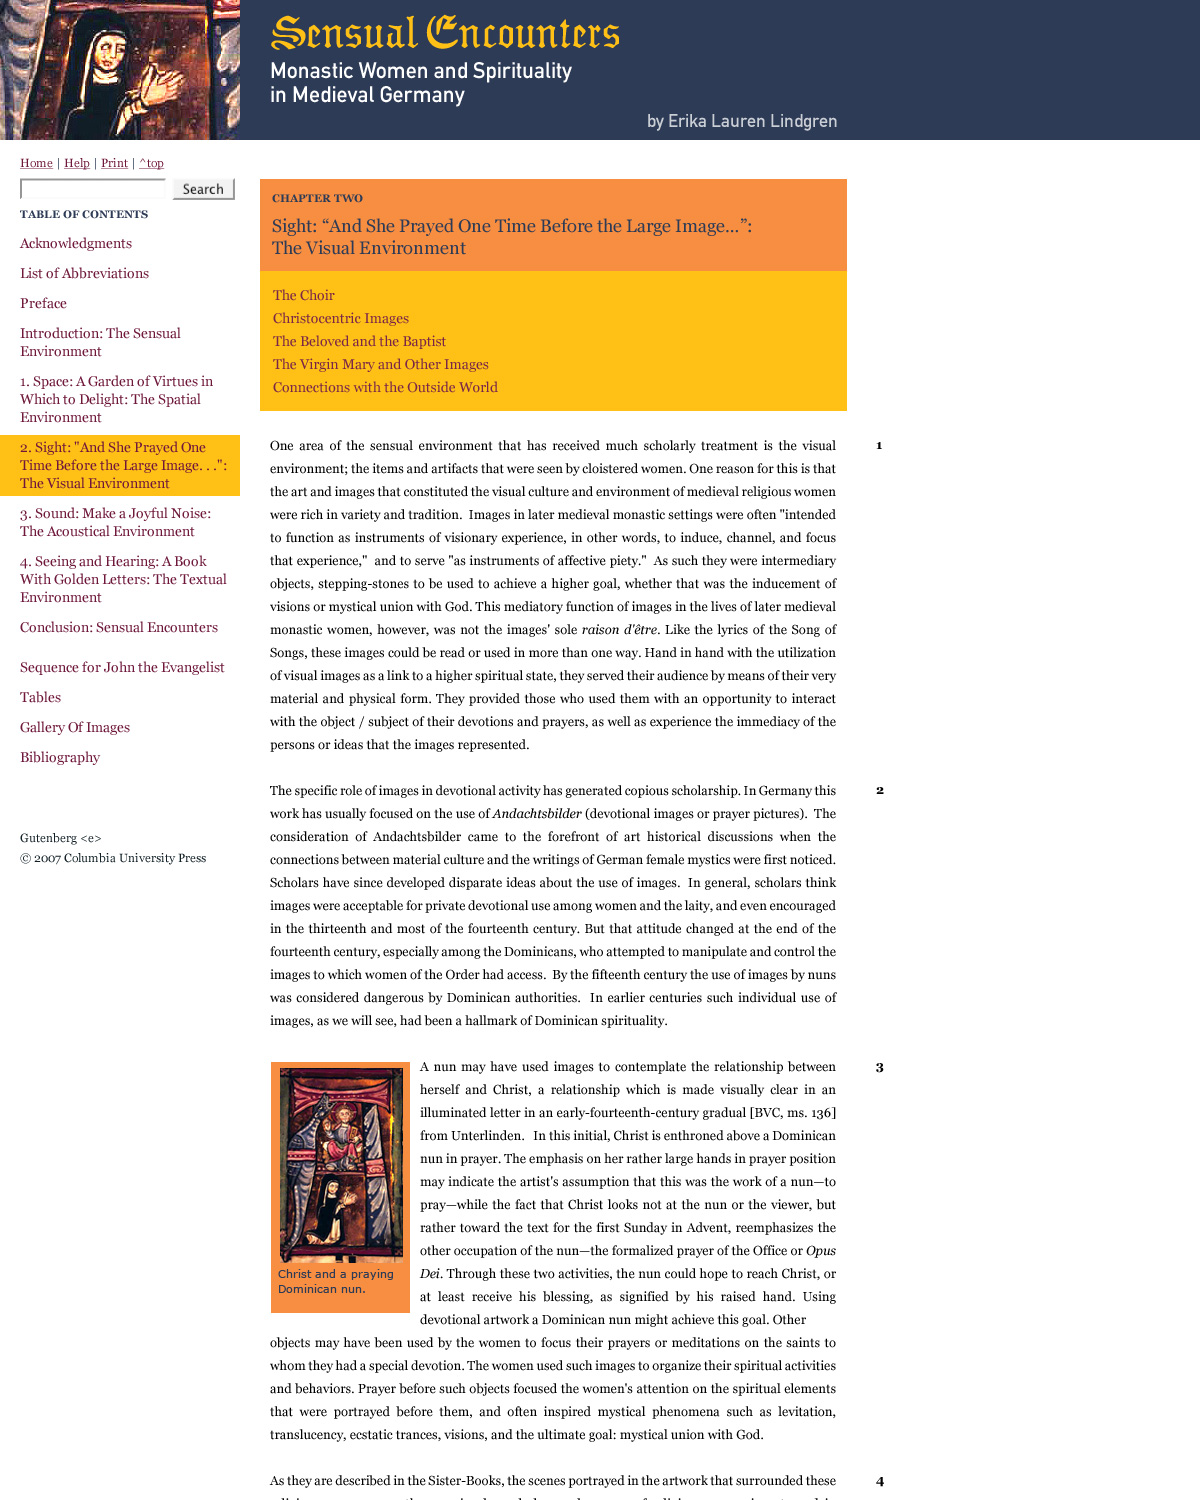 Sensual Encounters
Monastic Women and Spirituality
in Medieval Germany
by Erika Lauren Lindgren
Home | Help | Print | ^top
Search
TABLE OF CONTENTS
Acknowledgments
List of Abbreviations
Preface
Introduction: The Sensual
Environment
1. Space: A Garden of Virtues in
Which to Delight: The Spatial
Environment
2. Sight: "And She Prayed One
Time Before the Large Image. . .":
The Visual Environment
3. Sound: Make a Joyful Noise:
The Acoustical Environment
4. Seeing and Hearing: A Book
With Golden Letters: The Textual
Environment
Conclusion: Sensual Encounters
Sequence for John the Evangelist
Tables
Gallery Of Images
Bibliography
Gutenberg <e>
© 2007 Columbia University Press
CHAPTER TWO
Sight: “And She Prayed One Time Before the Large Image...”:
The Visual Environment
The Choir
Christocentric Images
The Beloved and the Baptist
The Virgin Mary and Other Images
Connections with the Outside World
One area of the sensual environment that has received much scholarly treatment is the visual 1
environment; the items and artifacts that were seen by cloistered women. One reason for this is that
the art and images that constituted the visual culture and environment of medieval religious women
were rich in variety and tradition. Images in later medieval monastic settings were often "intended
to function as instruments of visionary experience, in other words, to induce, channel, and focus
that experience," and to serve "as instruments of affective piety." As such they were intermediary
objects, stepping-stones to be used to achieve a higher goal, whether that was the inducement of
visions or mystical union with God. This mediatory function of images in the lives of later medieval
monastic women, however, was not the images' sole raison d'être. Like the lyrics of the Song of
Songs, these images could be read or used in more than one way. Hand in hand with the utilization
of visual images as a link to a higher spiritual state, they served their audience by means of their very
material and physical form. They provided those who used them with an opportunity to interact
with the object / subject of their devotions and prayers, as well as experience the immediacy of the
persons or ideas that the images represented.
The specific role of images in devotional activity has generated copious scholarship. In Germany this 2
work has usually focused on the use of Andachtsbilder (devotional images or prayer pictures). The
consideration of Andachtsbilder came to the forefront of art historical discussions when the
connections between material culture and the writings of German female mystics were first noticed.
Scholars have since developed disparate ideas about the use of images. In general, scholars think
images were acceptable for private devotional use among women and the laity, and even encouraged
in the thirteenth and most of the fourteenth century. But that attitude changed at the end of the
fourteenth century, especially among the Dominicans, who attempted to manipulate and control the
images to which women of the Order had access. By the fifteenth century the use of images by nuns
was considered dangerous by Dominican authorities. In earlier centuries such individual use of
images, as we will see, had been a hallmark of Dominican spirituality.
Christ and a praying
Dominican nun.
A nun may have used images to contemplate the relationship between 3
herself and Christ, a relationship which is made visually clear in an
illuminated letter in an early-fourteenth-century gradual [BVC, ms. 136]
from Unterlinden. In this initial, Christ is enthroned above a Dominican
nun in prayer. The emphasis on her rather large hands in prayer position
may indicate the artist's assumption that this was the work of a nun—to
pray—while the fact that Christ looks not at the nun or the viewer, but
rather toward the text for the first Sunday in Advent, reemphasizes the
other occupation of the nun—the formalized prayer of the Office or Opus
Dei. Through these two activities, the nun could hope to reach Christ, or
at least receive his blessing, as signified by his raised hand. Using
devotional artwork a Dominican nun might achieve this goal. Other
objects may have been used by the women to focus their prayers or meditations on the saints to
whom they had a special devotion. The women used such images to organize their spiritual activities
and behaviors. Prayer before such objects focused the women's attention on the spiritual elements
that were portrayed before them, and often inspired mystical phenomena such as levitation,
translucency, ecstatic trances, visions, and the ultimate goal: mystical union with God.
As they are described in the Sister-Books, the scenes portrayed in the artwork that surrounded these 4